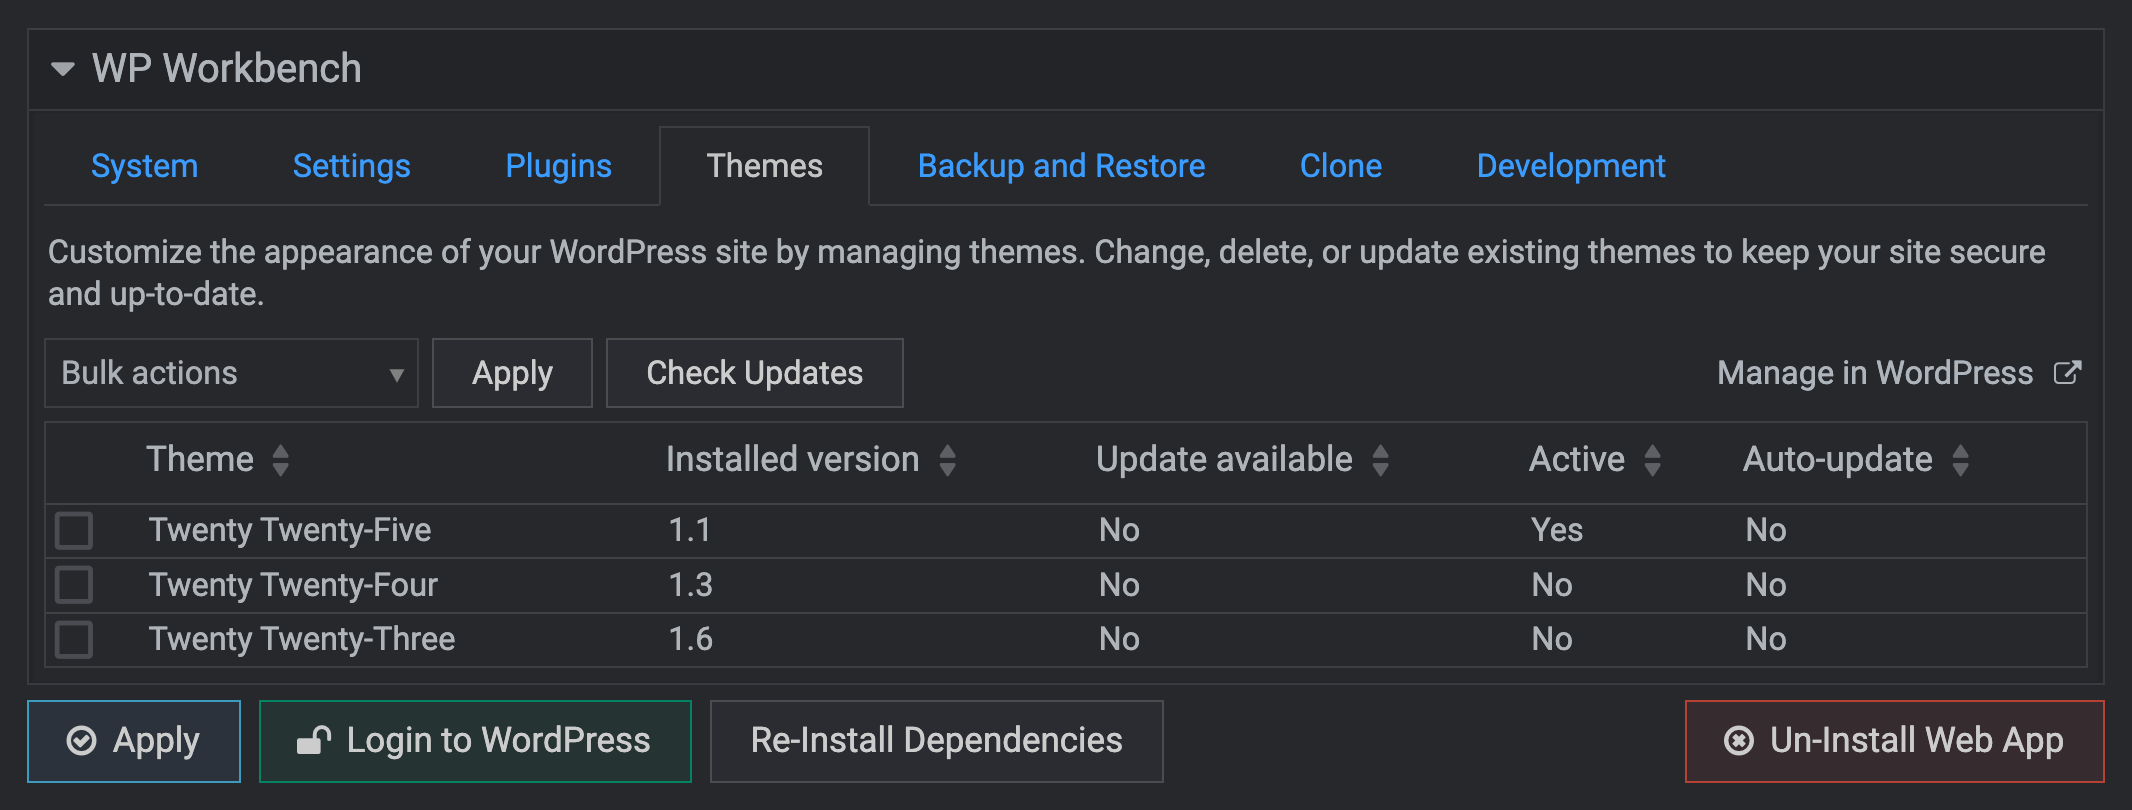 WP Workbench
System Settings Plugins Themes Backup and Restore Clone Development
Customize the appearance of your WordPress site by managing themes. Change, delete, or update existing themes to keep your site secure
and up-to-date.
Bulk actions Apply Check Updates Manage in WordPress
Theme Installed version Update available Active Auto-update
Twenty Twenty-Five 1.1 No Yes No
Twenty Twenty-Four 1.3 No No No
Twenty Twenty-Three 1.6 No No No
Apply Login to WordPress Re-Install Dependencies Un-Install Web App